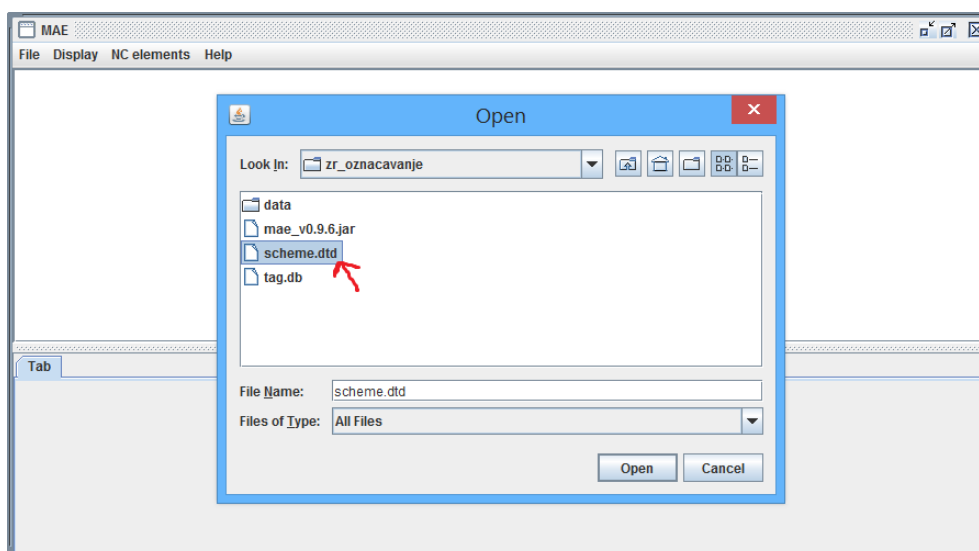 MAE
File Display NC elements Help
Open
Look In: zr_oznacavanje
data
mae_v0.9.6.jar
scheme.dtd
tag.db
Tab
File Name: scheme.dtd
Files of Type: All Files
Open Cancel